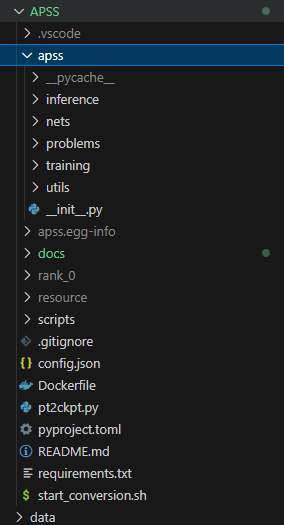 APSS
.vscode
apss
__pycache__
inference
nets
problems
training
utils
__init__.py
apss.egg-info
docs
rank_0
resource
scripts
.gitignore
{} config.json
Dockerfile
pt2ckpt.py
pyproject.toml
README.md
requirements.txt
$ start_conversion.sh
data